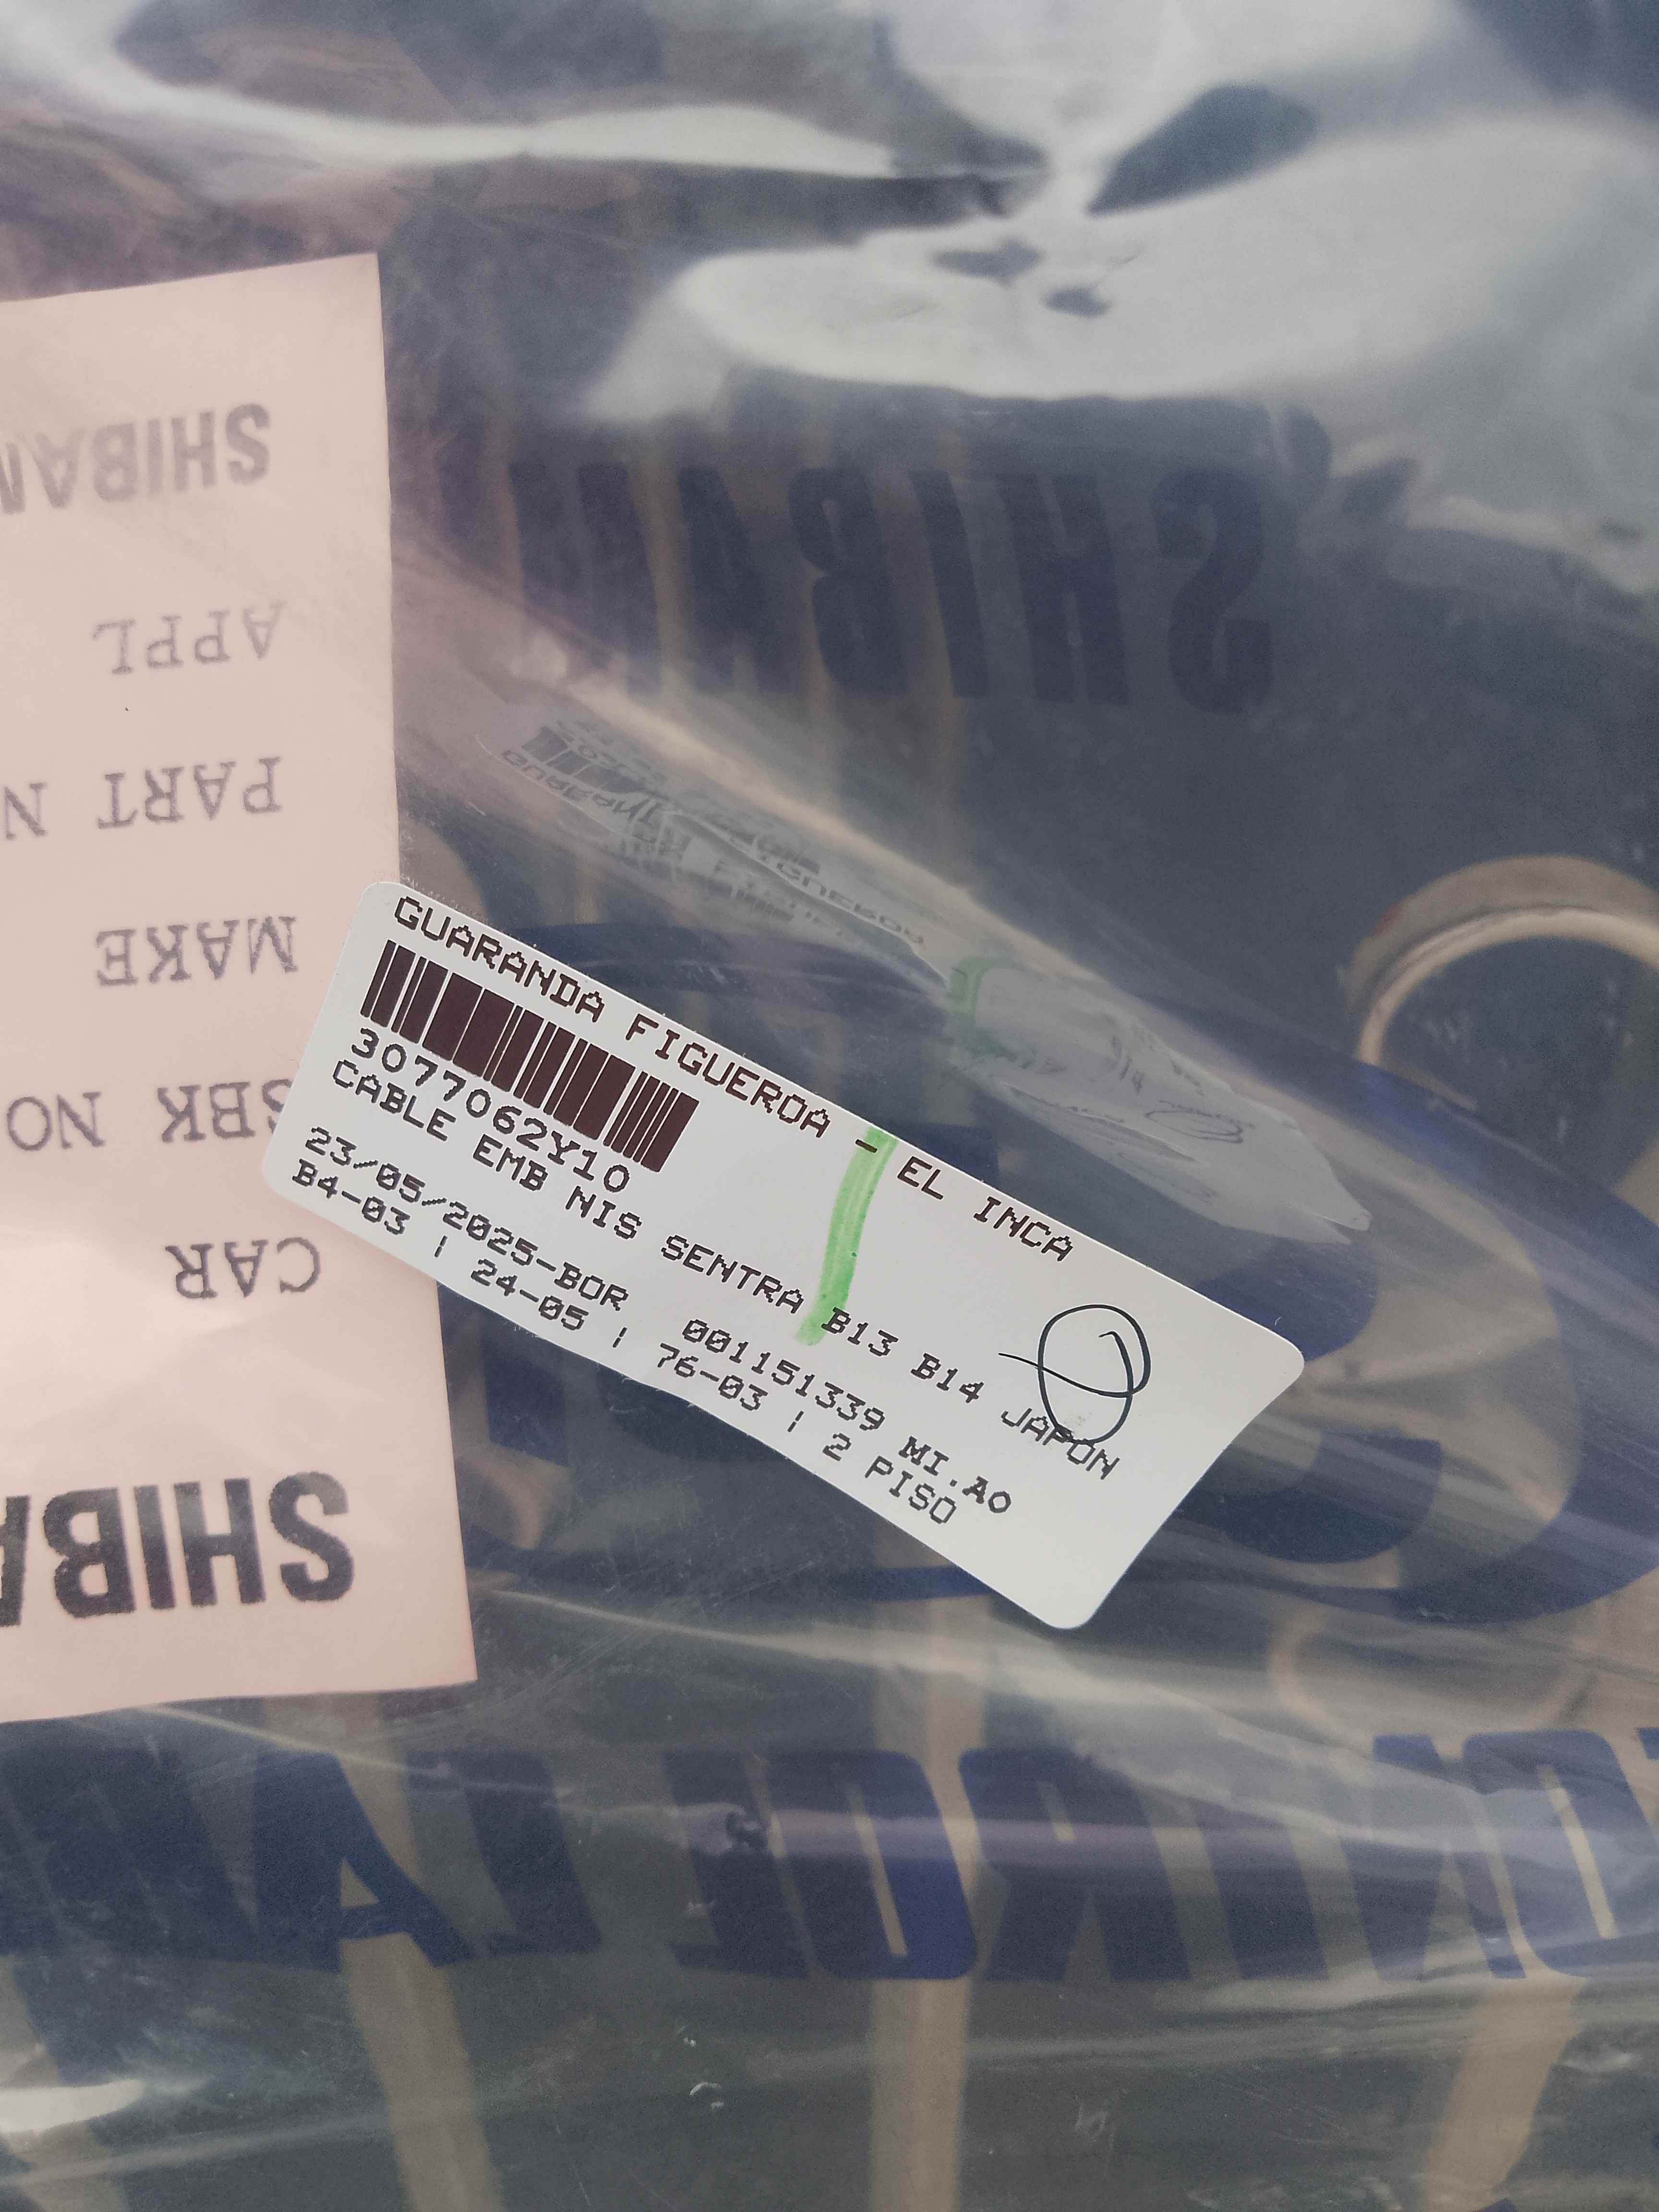 SHIBA
APPL
PART N
MAKE
SBK NO
CAR
SHIBA
SHIBA
GUARANDA FIGUEROA - EL INCA
3077062Y10
CABLE EMB NIS SENTRA B13 B14 JAPON
23/05/2025-BOR 001151339 MI.AO
B4-03 | 24-05 | 76-03 | 2 PISO